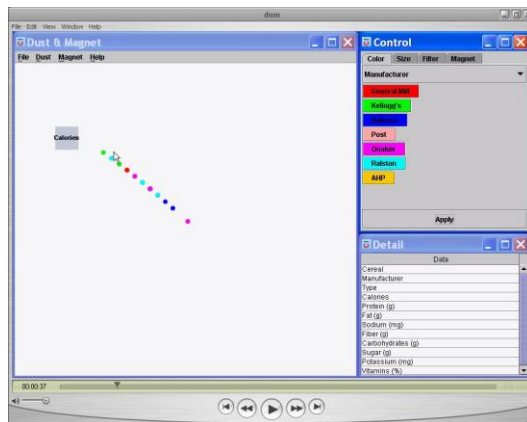 dnm
File Edit View Window Help
Dust & Magnet
File Dust Magnet Help
Calories
Control
Color Size Filter Magnet
Manufacturer
General Mill
Kellogg's
Post
Quaker
Ralston
AHP
Apply
Detail
Data
Cereal
Manufacturer
Type
Calories
Protein (g)
Fat (g)
Sodium (mg)
Fiber (g)
Carbohydrates (g)
Sugar (g)
Potassium (mg)
Vitamins (%)
00:00:37